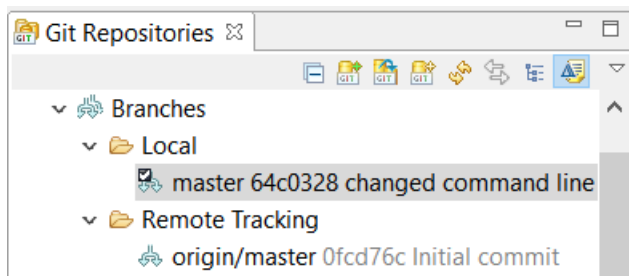 Git Repositories
Branches
Local
master 64c0328 changed command line
Remote Tracking
origin/master 0fcd76c Initial commit